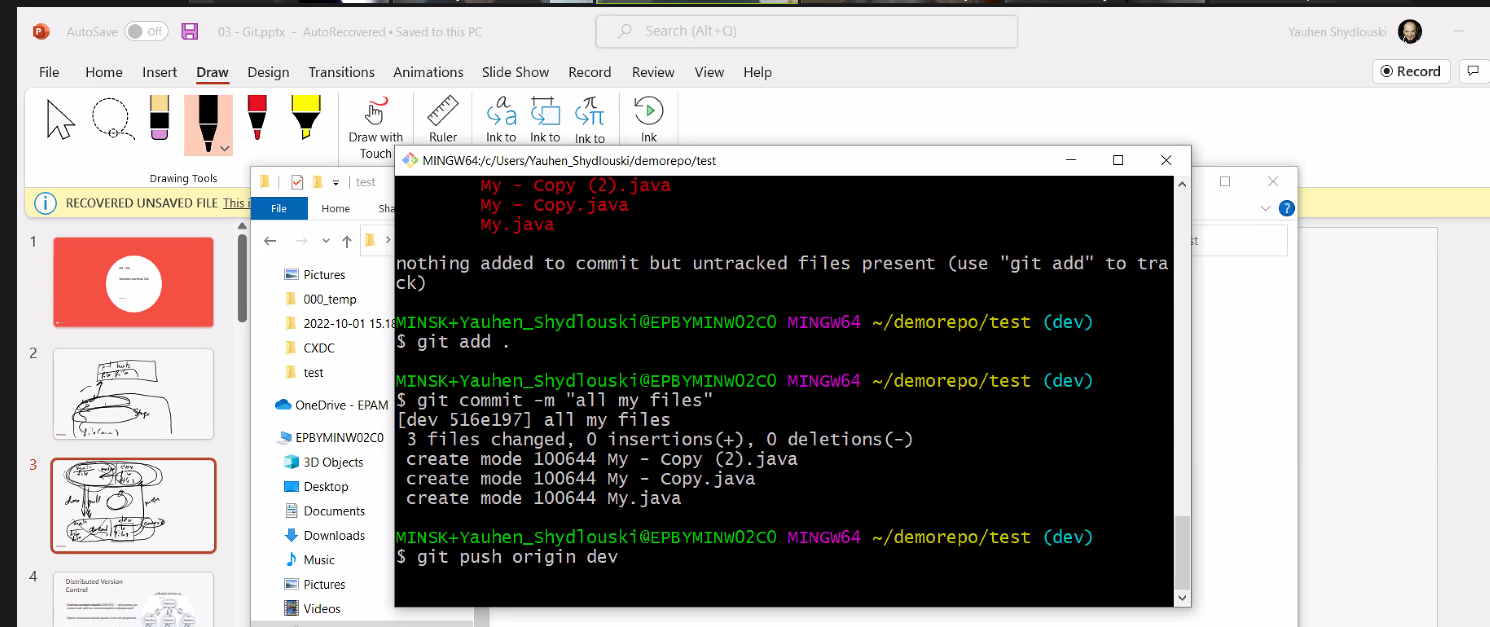 AutoSave Off 03 - Git.pptx - AutoRecovered • Saved to this PC Search (Alt+Q) Yauhen Shydlouski
File Home Insert Draw Design Transitions Animations Slide Show Record Review View Help Record
Draw with Touch
Ruler
Ink to
Ink to
Ink to
Ink
Drawing Tools
RECOVERED UNSAVED FILE This i
1
2
3
4
Distributed Version
Control
test
File Home Sha
Pictures
000_temp
2022-10-01 15.18
CXDC
test
OneDrive - EPAM
EPBYMINW02C0
3D Objects
Desktop
Documents
Downloads
Music
Pictures
Videos
st
MINGW64:/c/Users/Yauhen_Shydlouski/demorepo/test
My - Copy (2).java
My - Copy.java
My.java
nothing added to commit but untracked files present (use "git add" to tra
ck)
MINSK+Yauhen_Shydlouski@EPBYMINW02C0 MINGW64 ~/demorepo/test (dev)
$ git add .
MINSK+Yauhen_Shydlouski@EPBYMINW02C0 MINGW64 ~/demorepo/test (dev)
$ git commit -m "all my files"
[dev 516e197] all my files
3 files changed, 0 insertions(+), 0 deletions(-)
create mode 100644 My - Copy (2).java
create mode 100644 My - Copy.java
create mode 100644 My.java
MINSK+Yauhen_Shydlouski@EPBYMINW02C0 MINGW64 ~/demorepo/test (dev)
$ git push origin dev